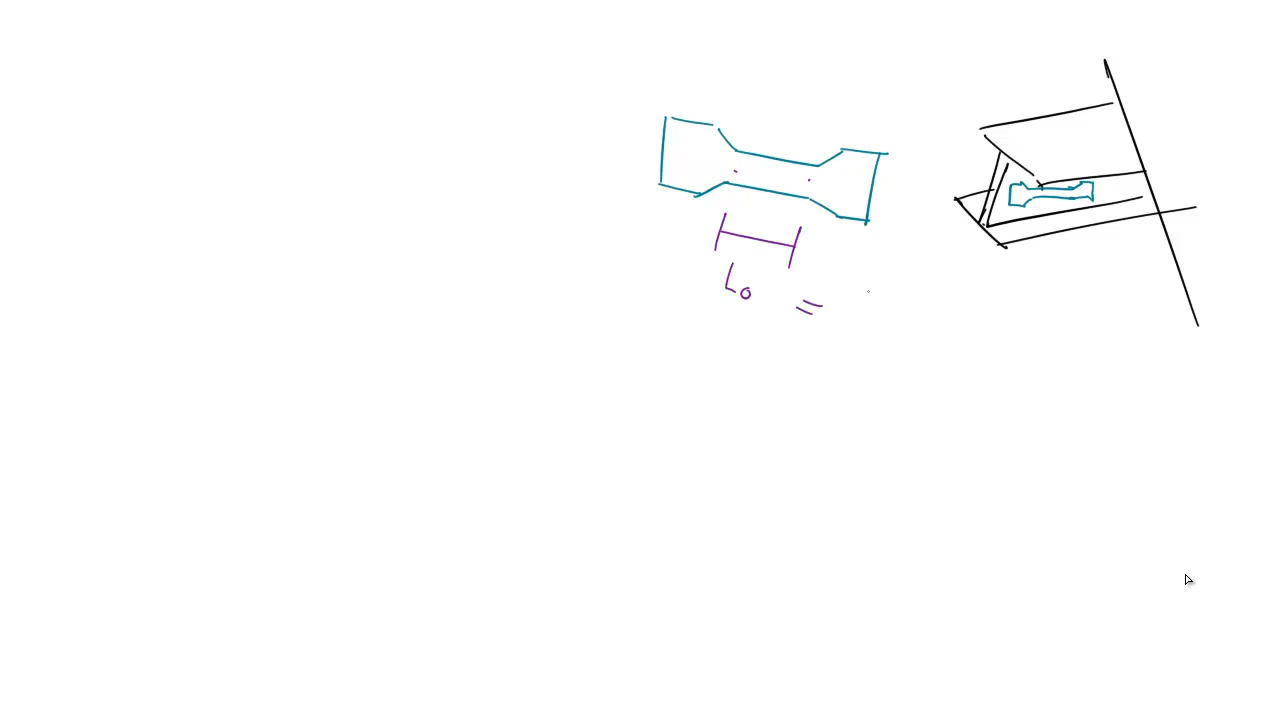 L₀ =